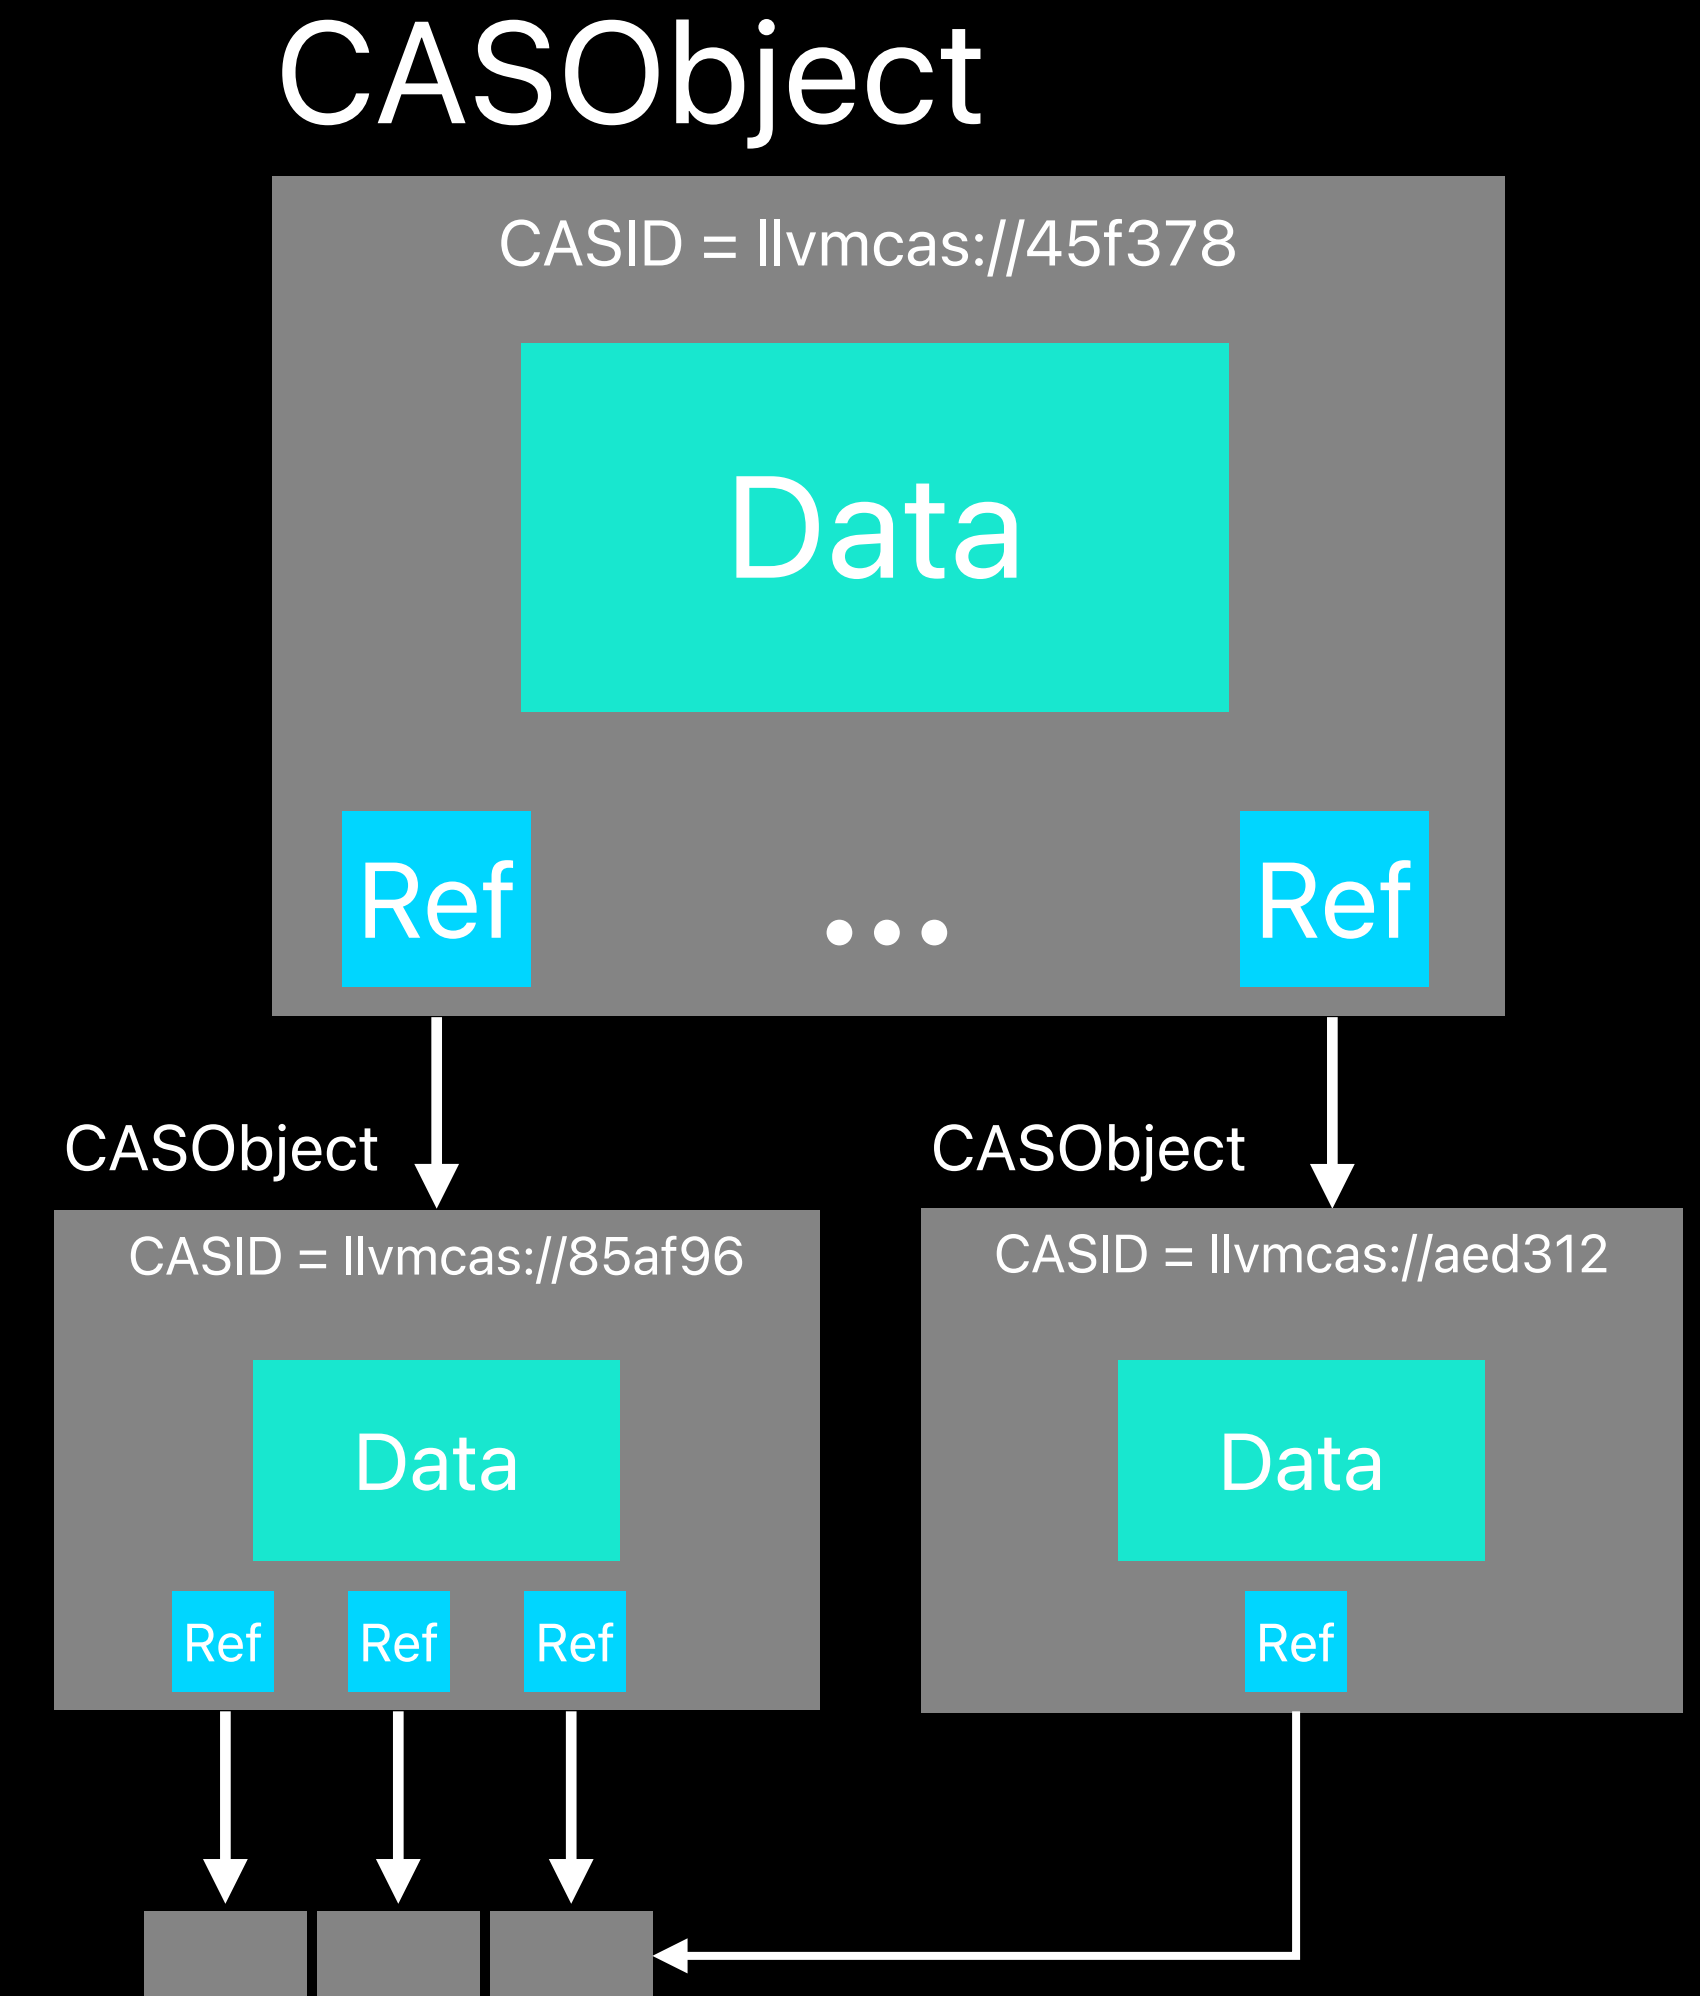 CASObject
CASID = llvmcas://45f378
Data
Ref ... Ref
CASObject
CASObject
CASID = llvmcas://85af96
CASID = llvmcas://aed312
Data
Data
Ref Ref Ref
Ref